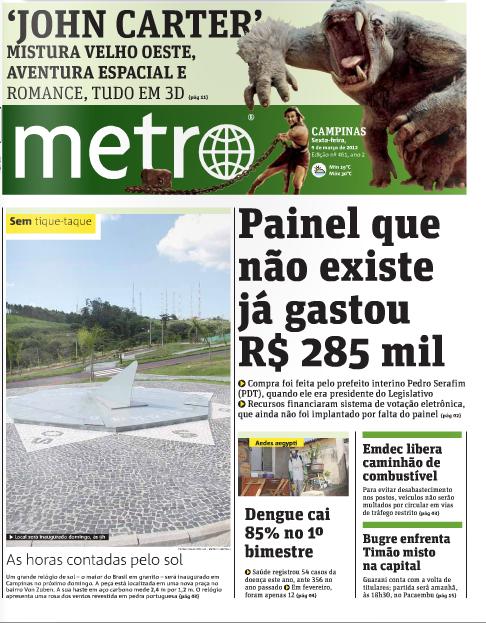 ‘JOHN CARTER’
MISTURA VELHO OESTE,
AVENTURA ESPACIAL E
ROMANCE, TUDO EM 3D (pág 11)
metro
®
CAMPINAS
Sexta-feira,
9 de março de 2012
Edição nº 461, ano 2
Mín 19°C
Máx 30°C
Sem tique-taque
Local será inaugurado domingo, às 9h
As horas contadas pelo sol
Um grande relógio de sol – o maior do Brasil em granito – será inaugurado em
Campinas no próximo domingo. A peça está localizada em uma nova praça no
bairro Von Zuben. A sua haste em aço carbono mede 2,4 m por 1,2 m. O relógio
apresenta uma rosa dos ventos revestida em pedra portuguesa (pág 08)
Painel que
não existe
já gastou
R$ 285 mil
Compra foi feita pelo prefeito interino Pedro Serafim
(PDT), quando ele era presidente do Legislativo
Recursos financiaram sistema de votação eletrônica,
que ainda não foi implantado por falta do painel (pág 02)
Aedes aegypti
Dengue cai
85% no 1º
bimestre
Saúde registrou 54 casos da
doença este ano, ante 356 no
ano passado Em fevereiro,
foram apenas 12 (pág 04)
Emdec libera
caminhão de
combustível
Para evitar desabastecimento
nos postos, veículos não serão
multados por circular em vias
de tráfego restrito (pág 03)
Bugre enfrenta
Timão misto
na capital
Guarani conta com a volta de
titulares; partida será amanhã,
às 18h30, no Pacaembu (pág 15)